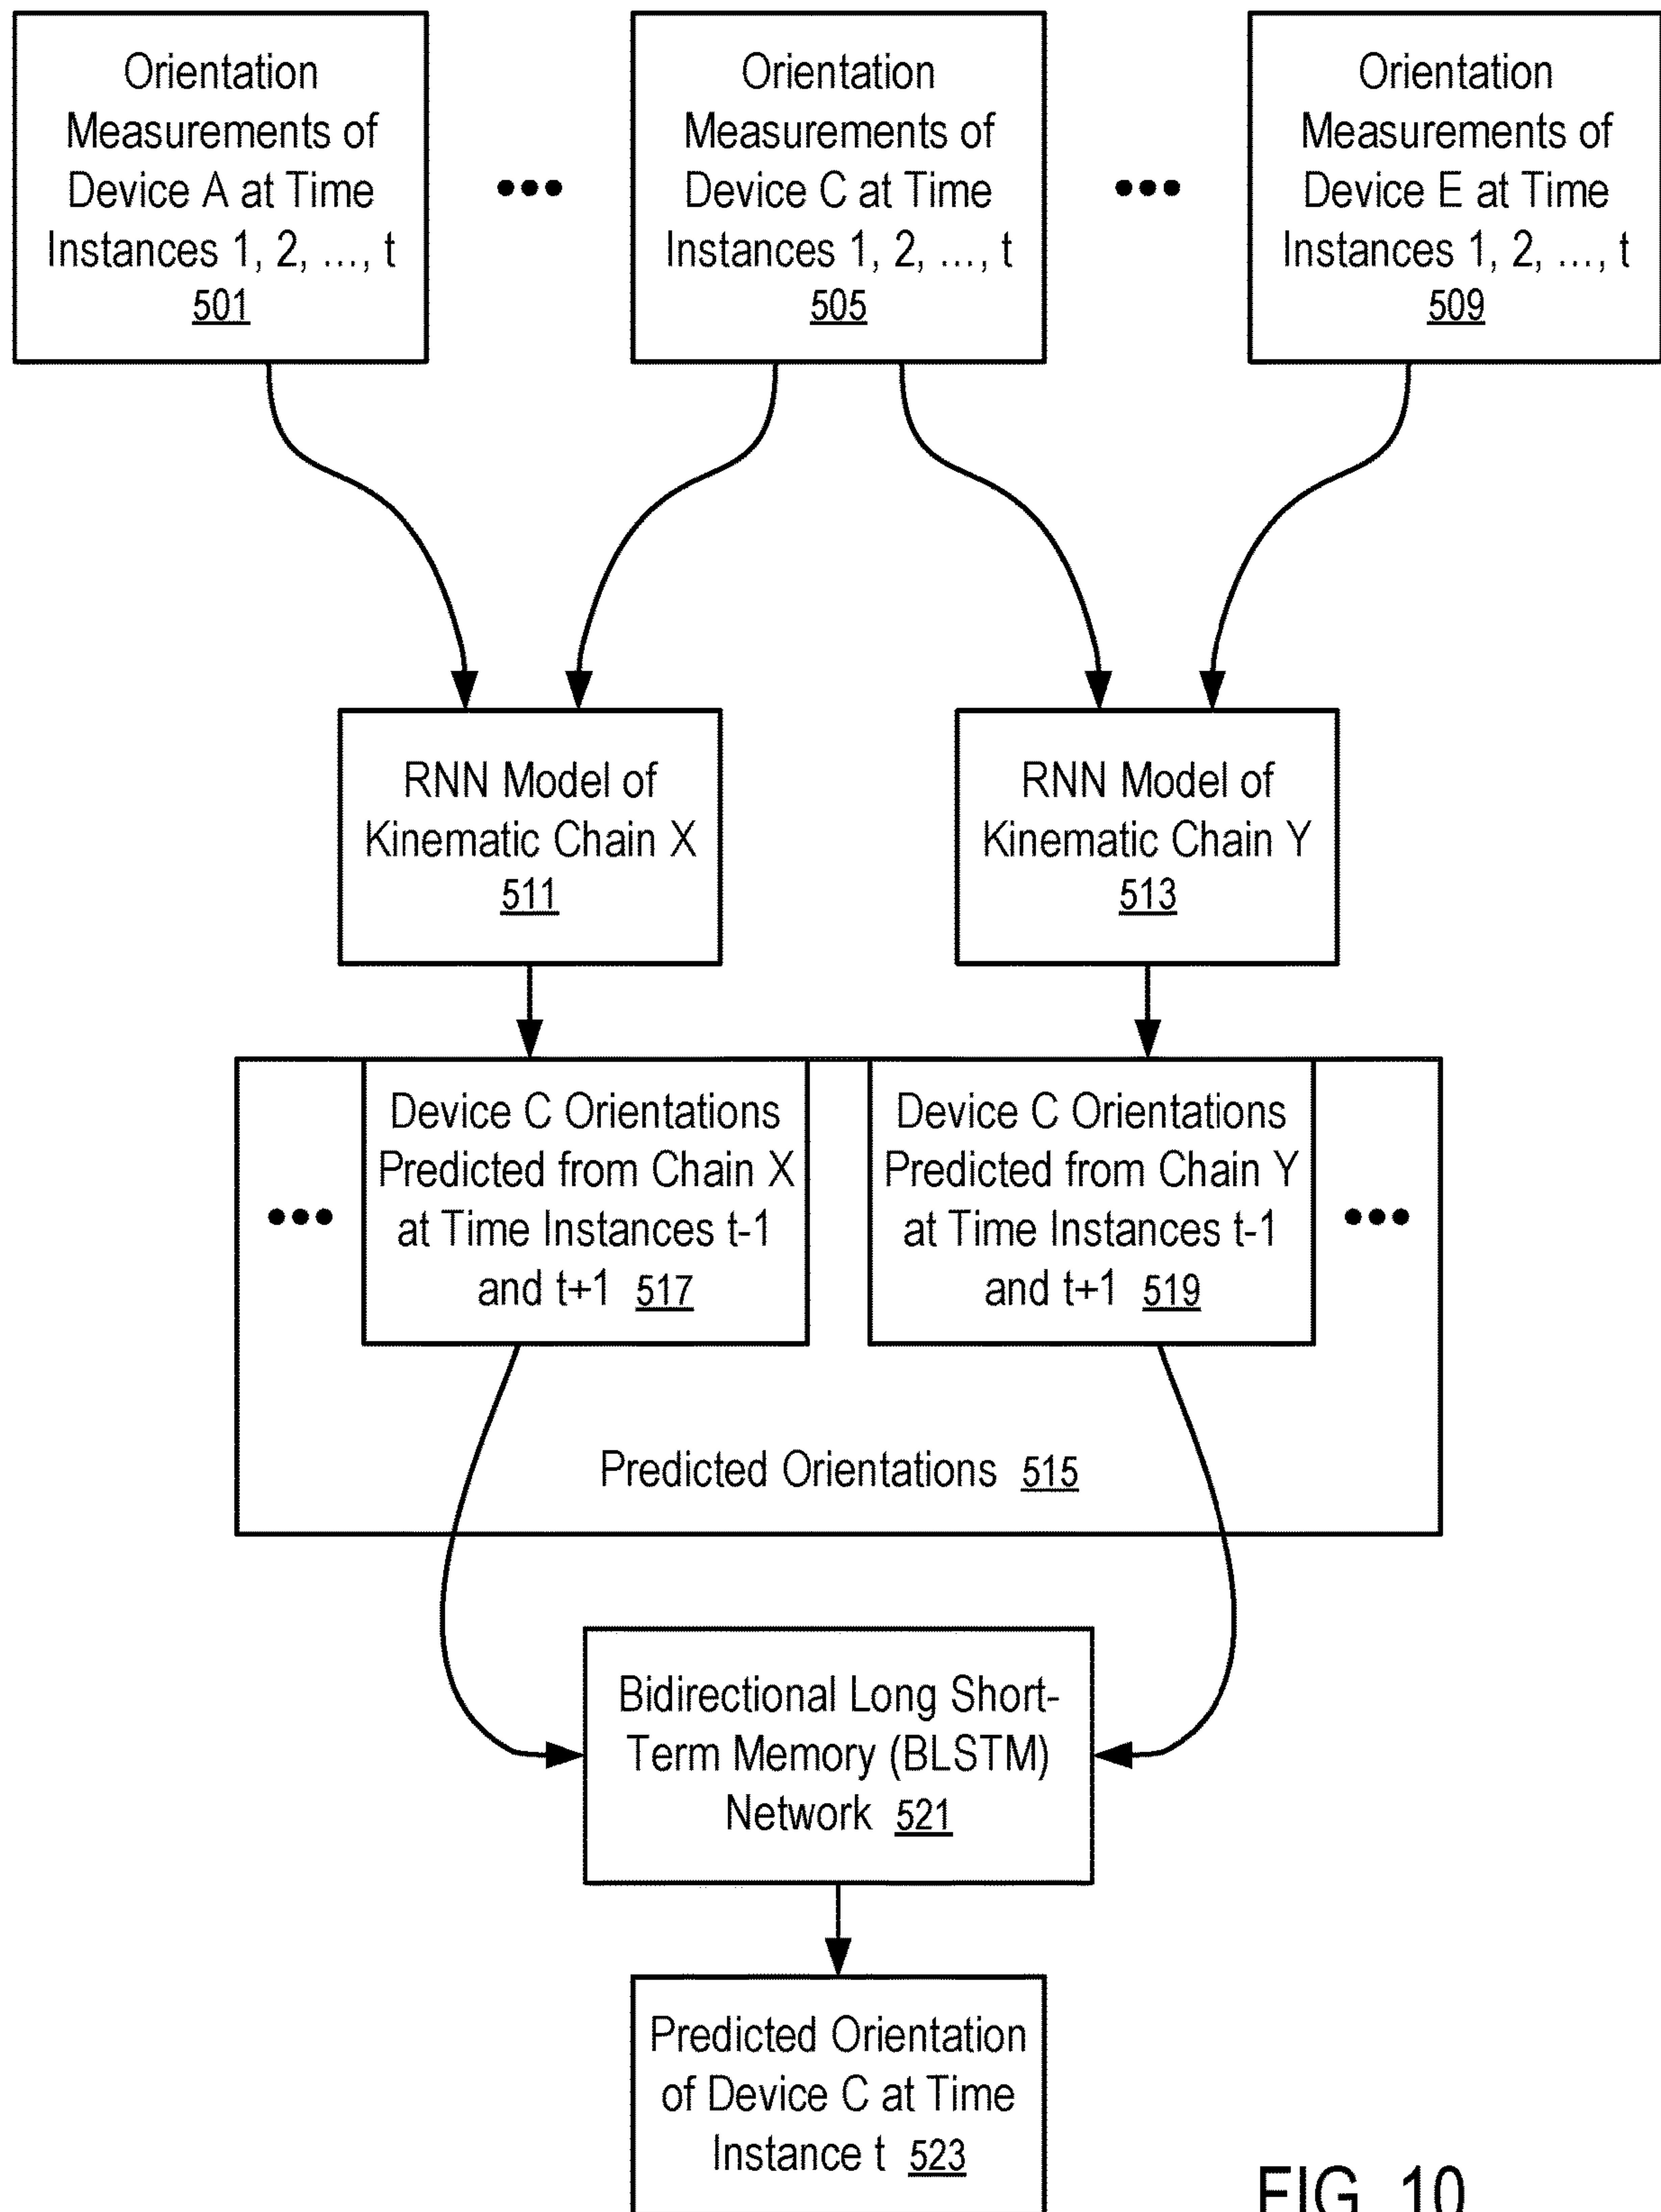 Orientation
Measurements of
Device A at Time
Instances 1, 2, ..., t
501
•••
Orientation
Measurements of
Device C at Time
Instances 1, 2, ..., t
505
•••
Orientation
Measurements of
Device E at Time
Instances 1, 2, ..., t
509
RNN Model of
Kinematic Chain X
511
RNN Model of
Kinematic Chain Y
513
•••
Device C Orientations
Predicted from Chain X
at Time Instances t-1
and t+1 517
Device C Orientations
Predicted from Chain Y
at Time Instances t-1
and t+1 519
•••
Predicted Orientations 515
Bidirectional Long Short-
Term Memory (BLSTM)
Network 521
Predicted Orientation
of Device C at Time
Instance t 523
FIG. 10